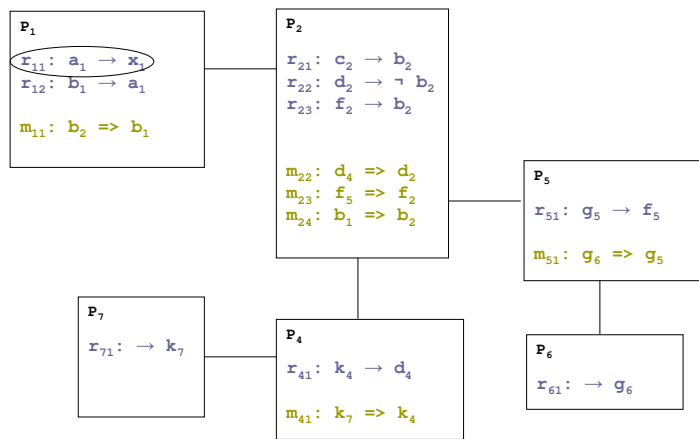 P₁
r₁₁: a₁ → x₁
r₁₂: b₁ → a₁
m₁₁: b₂ => b₁
P₂
r₂₁: c₂ → b₂
r₂₂: d₂ → ¬ b₂
r₂₃: f₂ → b₂
m₂₂: d₄ => d₂
m₂₃: f₅ => f₂
m₂₄: b₁ => b₂
P₅
r₅₁: g₅ → f₅
m₅₁: g₆ => g₅
P₇
r₇₁: → k₇
P₄
r₄₁: k₄ → d₄
m₄₁: k₇ => k₄
P₆
r₆₁: → g₆